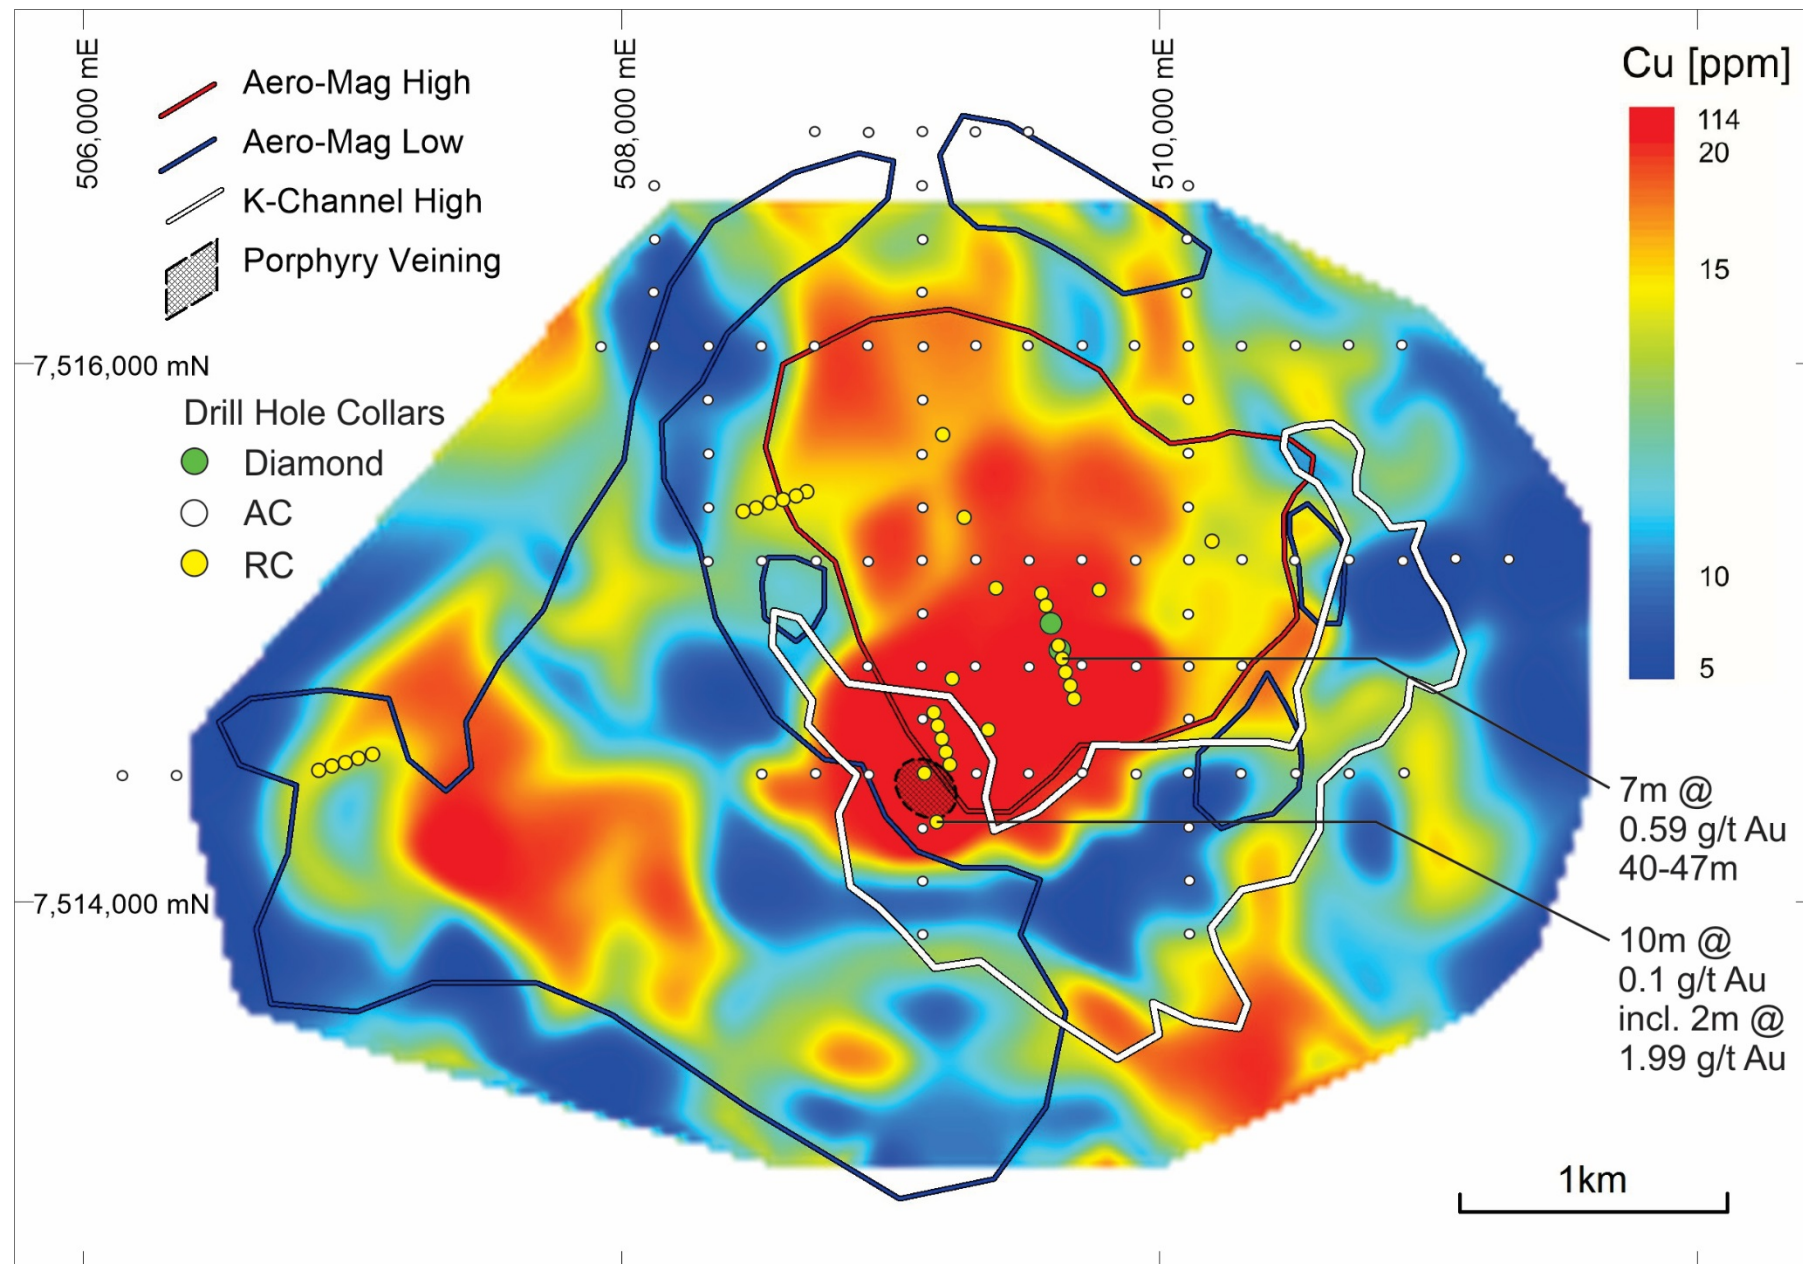 506,000 mE
508,000 mE
510,000 mE
Aero-Mag High
Aero-Mag Low
K-Channel High
Porphyry Veining
7,516,000 mN
Drill Hole Collars
Diamond
AC
RC
7,514,000 mN
Cu [ppm]
114
20
15
10
5
7m @
0.59 g/t Au
40-47m
10m @
0.1 g/t Au
incl. 2m @
1.99 g/t Au
1km